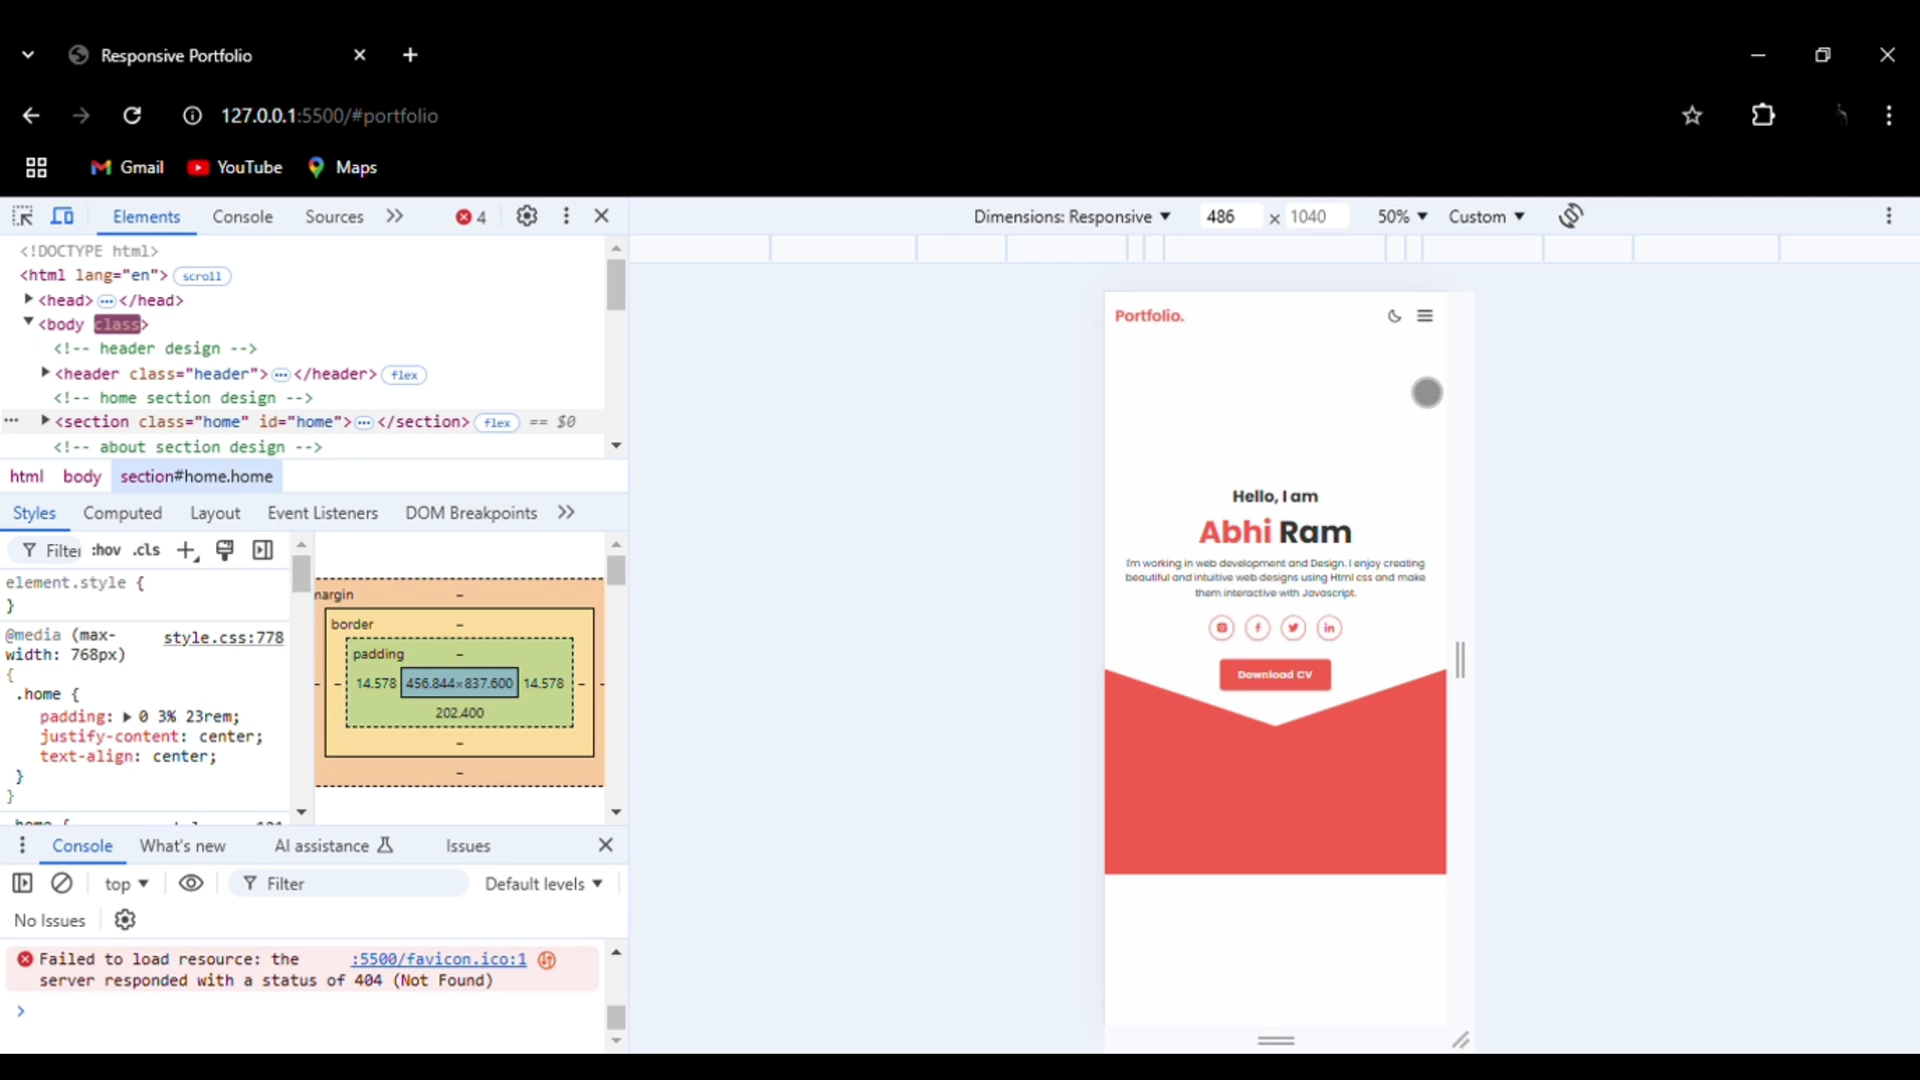 Responsive Portfolio
127.0.0.1:5500/#portfolio
Gmail YouTube Maps
Elements Console Sources 4
Dimensions: Responsive 486 × 1040 50% Custom
<!DOCTYPE html>
<html lang="en"> scroll
<head> ... </head>
<body class>
<!-- header design -->
<header class="header"> ... </header> flex
<!-- home section design -->
... <section class="home" id="home"> ... </section> flex == $0
<!-- about section design -->
html body section#home.home
Styles Computed Layout Event Listeners DOM Breakpoints
Filter :hov .cls
element.style {
}
@media (max- style.css:778
width: 768px)
{
.home {
padding: 0 3% 23rem;
justify-content: center;
text-align: center;
}
}
margin –
border –
padding –
– – 14.578 456.844×837.600 14.578 – –
202.400
–
–
Console What's new AI assistance Issues
top Filter Default levels
No Issues
Failed to load resource: the :5500/favicon.ico:1
server responded with a status of 404 (Not Found)
Portfolio.
Hello, I am
Abhi Ram
I'm working in web development and Design. I enjoy creating
beautiful and intuitive web designs using Html css and make
them interactive with Javascript.
Download CV